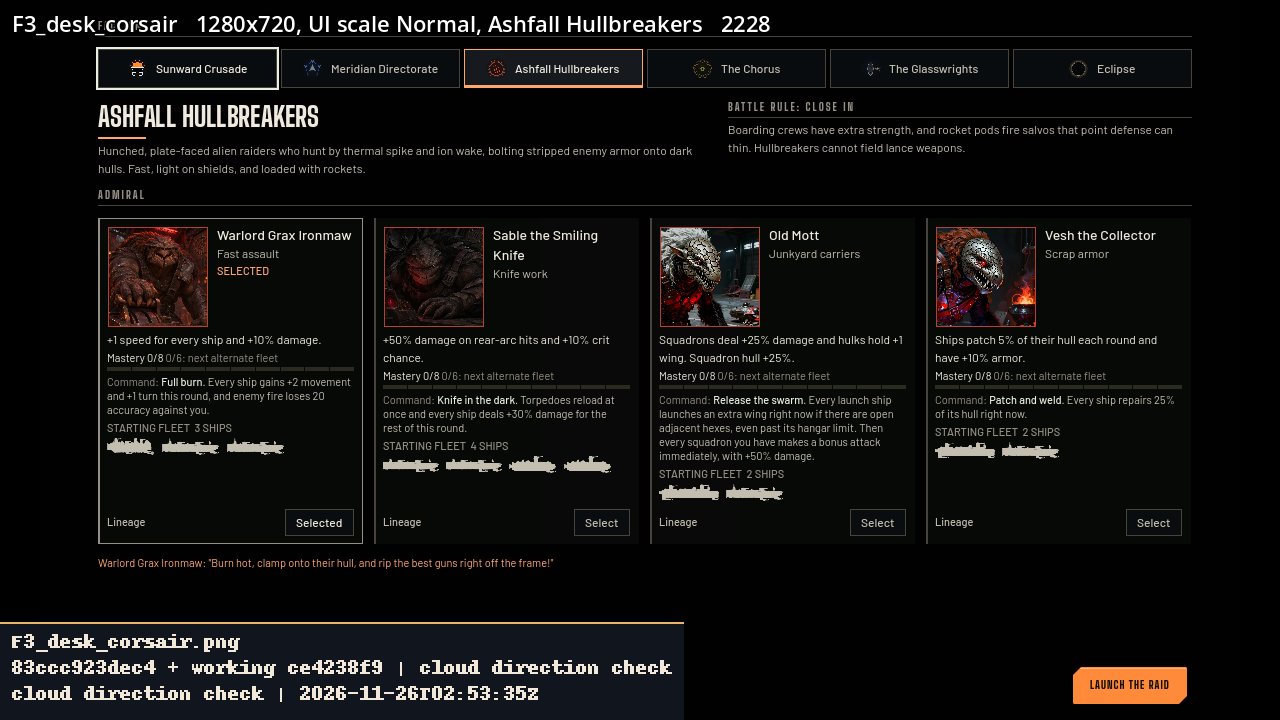 F3_desk_corsair 1280x720, UI scale Normal, Ashfall Hullbreakers 2228
Sunward Crusade
Meridian Directorate
Ashfall Hullbreakers
The Chorus
The Glasswrights
Eclipse
ASHFALL HULLBREAKERS
Hunched, plate-faced alien raiders who hunt by thermal spike and ion wake, bolting stripped enemy armor onto dark
hulls. Fast, light on shields, and loaded with rockets.
BATTLE RULE: CLOSE IN
Boarding crews have extra strength, and rocket pods fire salvos that point defense can
thin. Hullbreakers cannot field lance weapons.
ADMIRAL
Warlord Grax Ironmaw
Fast assault
SELECTED
+1 speed for every ship and +10% damage.
Mastery 0/8 0/6: next alternate fleet
Command: Full burn. Every ship gains +2 movement
and +1 turn this round, and enemy fire loses 20
accuracy against you.
STARTING FLEET 3 SHIPS
Lineage
Selected
Sable the Smiling
Knife
Knife work
+50% damage on rear-arc hits and +10% crit
chance.
Mastery 0/8 0/6: next alternate fleet
Command: Knife in the dark. Torpedoes reload at
once and every ship deals +30% damage for the
rest of this round.
STARTING FLEET 4 SHIPS
Lineage
Select
Old Mott
Junkyard carriers
Squadrons deal +25% damage and hulks hold +1
wing. Squadron hull +25%.
Mastery 0/8 0/6: next alternate fleet
Command: Release the swarm. Every launch ship
launches an extra wing right now if there are open
adjacent hexes, even past its hangar limit. Then
every squadron you have makes a bonus attack
immediately, with +50% damage.
STARTING FLEET 2 SHIPS
Lineage
Select
Vesh the Collector
Scrap armor
Ships patch 5% of their hull each round and
have +10% armor.
Mastery 0/8 0/6: next alternate fleet
Command: Patch and weld. Every ship repairs 25%
of its hull right now.
STARTING FLEET 2 SHIPS
Lineage
Select
Warlord Grax Ironmaw: "Burn hot, clamp onto their hull, and rip the best guns right off the frame!"
F3_desk_corsair.png
83ccc923dec4 + working ce4238f9 | cloud direction check
cloud direction check | 2026-11-26T02:53:35Z
LAUNCH THE RAID